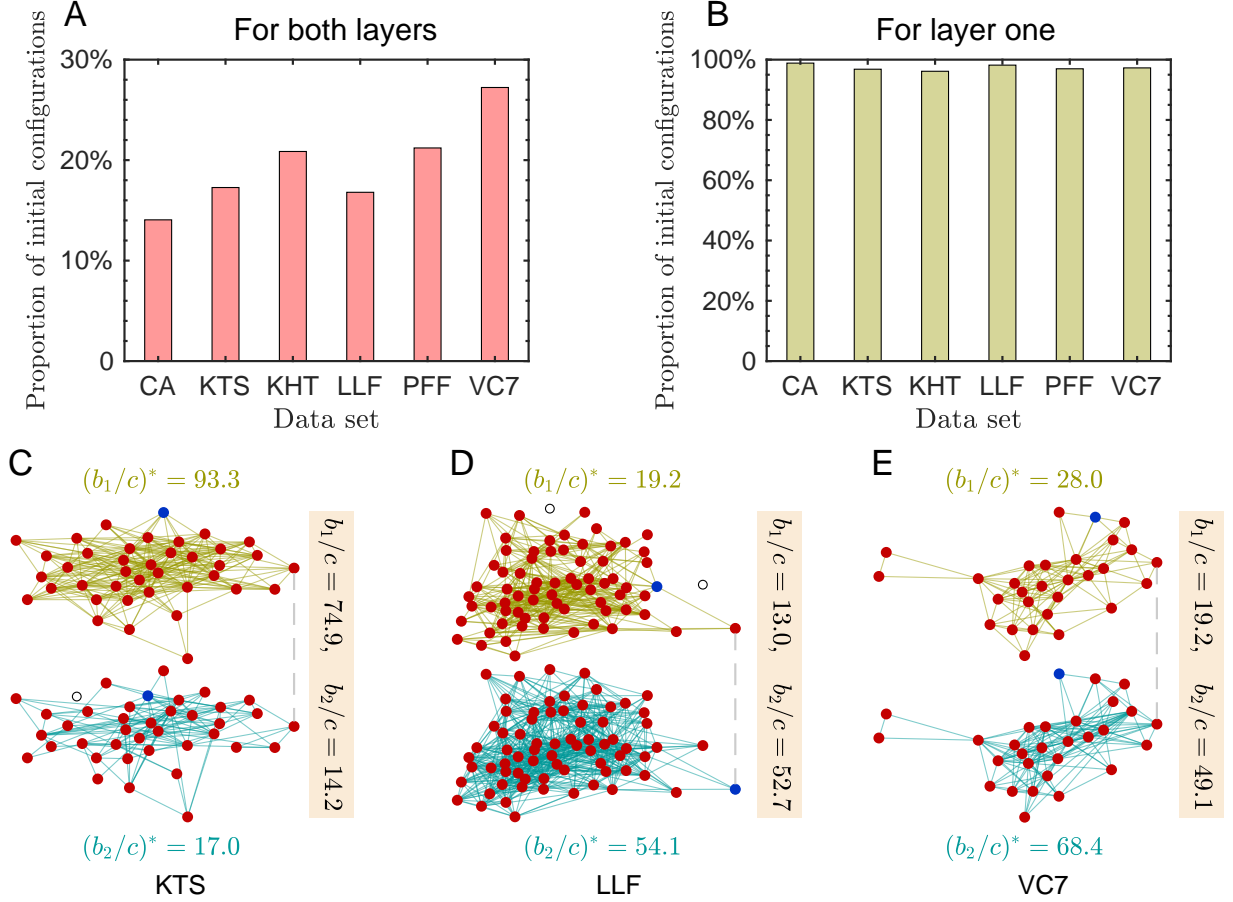 A
For both layers
Proportion of initial configurations
30%
20%
10%
0
CA KTS KHT LLF PFF VC7
Data set
B
For layer one
Proportion of initial configurations
100%
80%
60%
40%
20%
0
CA KTS KHT LLF PFF VC7
Data set
C
(b₁/c)* = 93.3
b₁/c = 74.9, b₂/c = 14.2
(b₂/c)* = 17.0
KTS
D
(b₁/c)* = 19.2
b₁/c = 13.0, b₂/c = 52.7
(b₂/c)* = 54.1
LLF
E
(b₁/c)* = 28.0
b₁/c = 19.2, b₂/c = 49.1
(b₂/c)* = 68.4
VC7